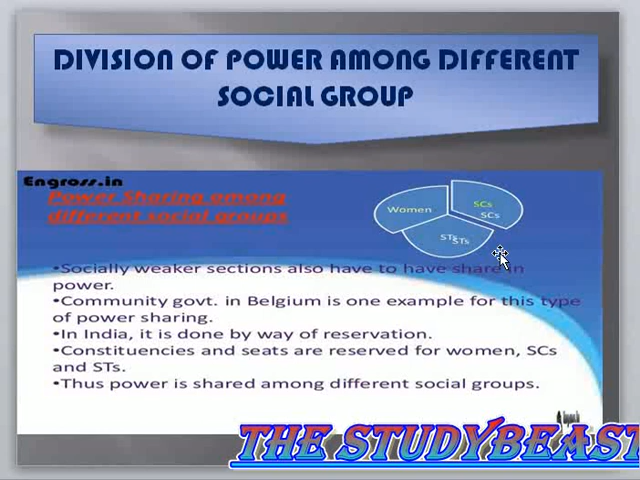 DIVISION OF POWER AMONG DIFFERENT
SOCIAL GROUP
Engross.in
Power Sharing among
different social groups
Women
SCs
SCs
STs
STs
•Socially weaker sections also have to have share in
power.
•Community govt. in Belgium is one example for this type
of power sharing.
•In India, it is done by way of reservation.
•Constituencies and seats are reserved for women, SCs
and STs.
•Thus power is shared among different social groups.
THE STUDYBEAST